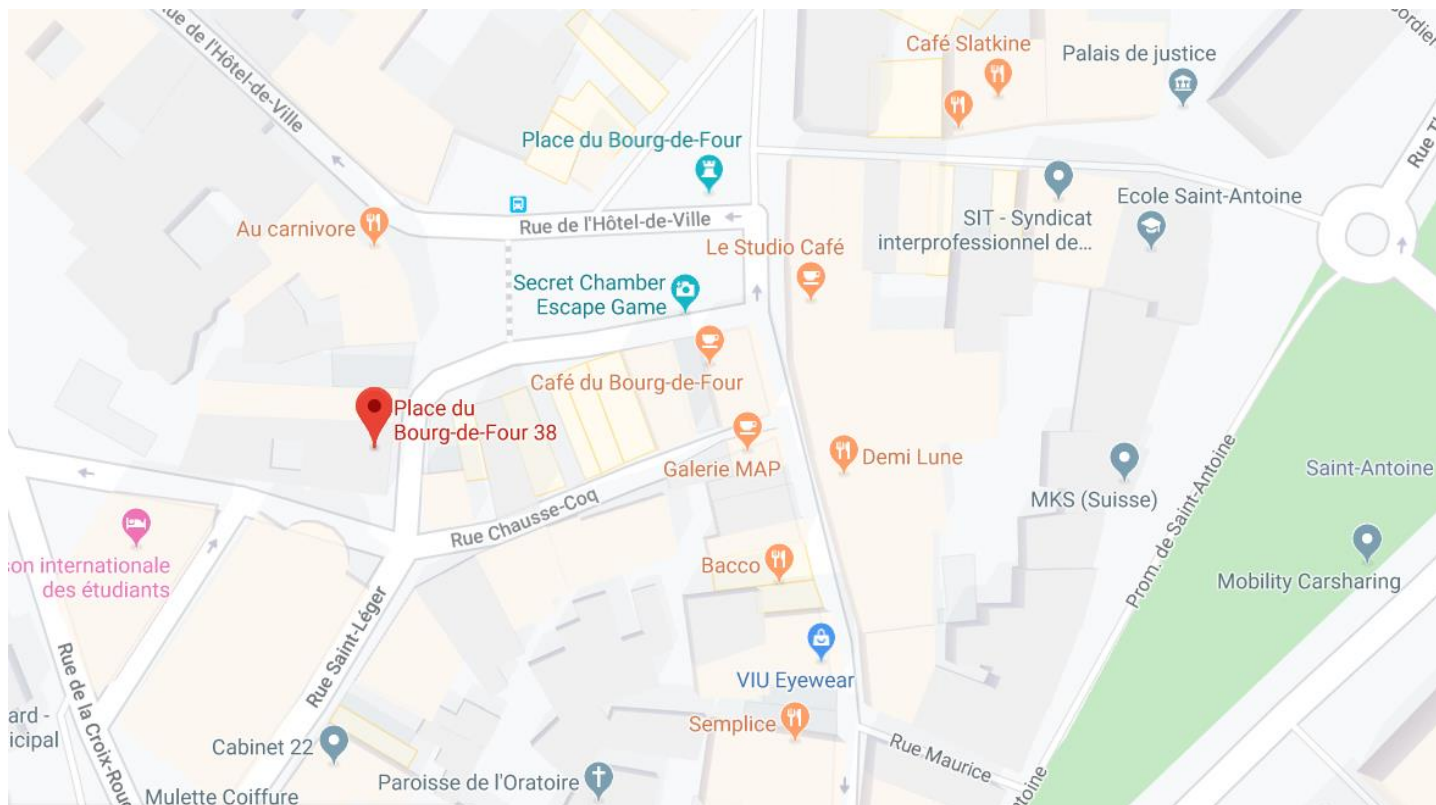 Rue de l'Hôtel-de-Ville
Café Slatkine
Palais de justice
Place du Bourg-de-Four
Au carnivore
Rue de l'Hôtel-de-Ville
SIT - Syndicat
interprofessionnel de...
Ecole Saint-Antoine
Le Studio Café
Secret Chamber
Escape Game
Café du Bourg-de-Four
Place du
Bourg-de-Four 38
Galerie MAP
Demi Lune
Saint-Antoine
MKS (Suisse)
Prom. de Saint-Antoine
Rue Chausse-Coq
son internationale
des étudiants
Bacco
Mobility Carsharing
Rue Saint-Léger
Rue de la Croix-Roug
VIU Eyewear
Semplice
ard -
icipal
Cabinet 22
Rue Maurice
Paroisse de l'Oratoire
Mulette Coiffure
toine